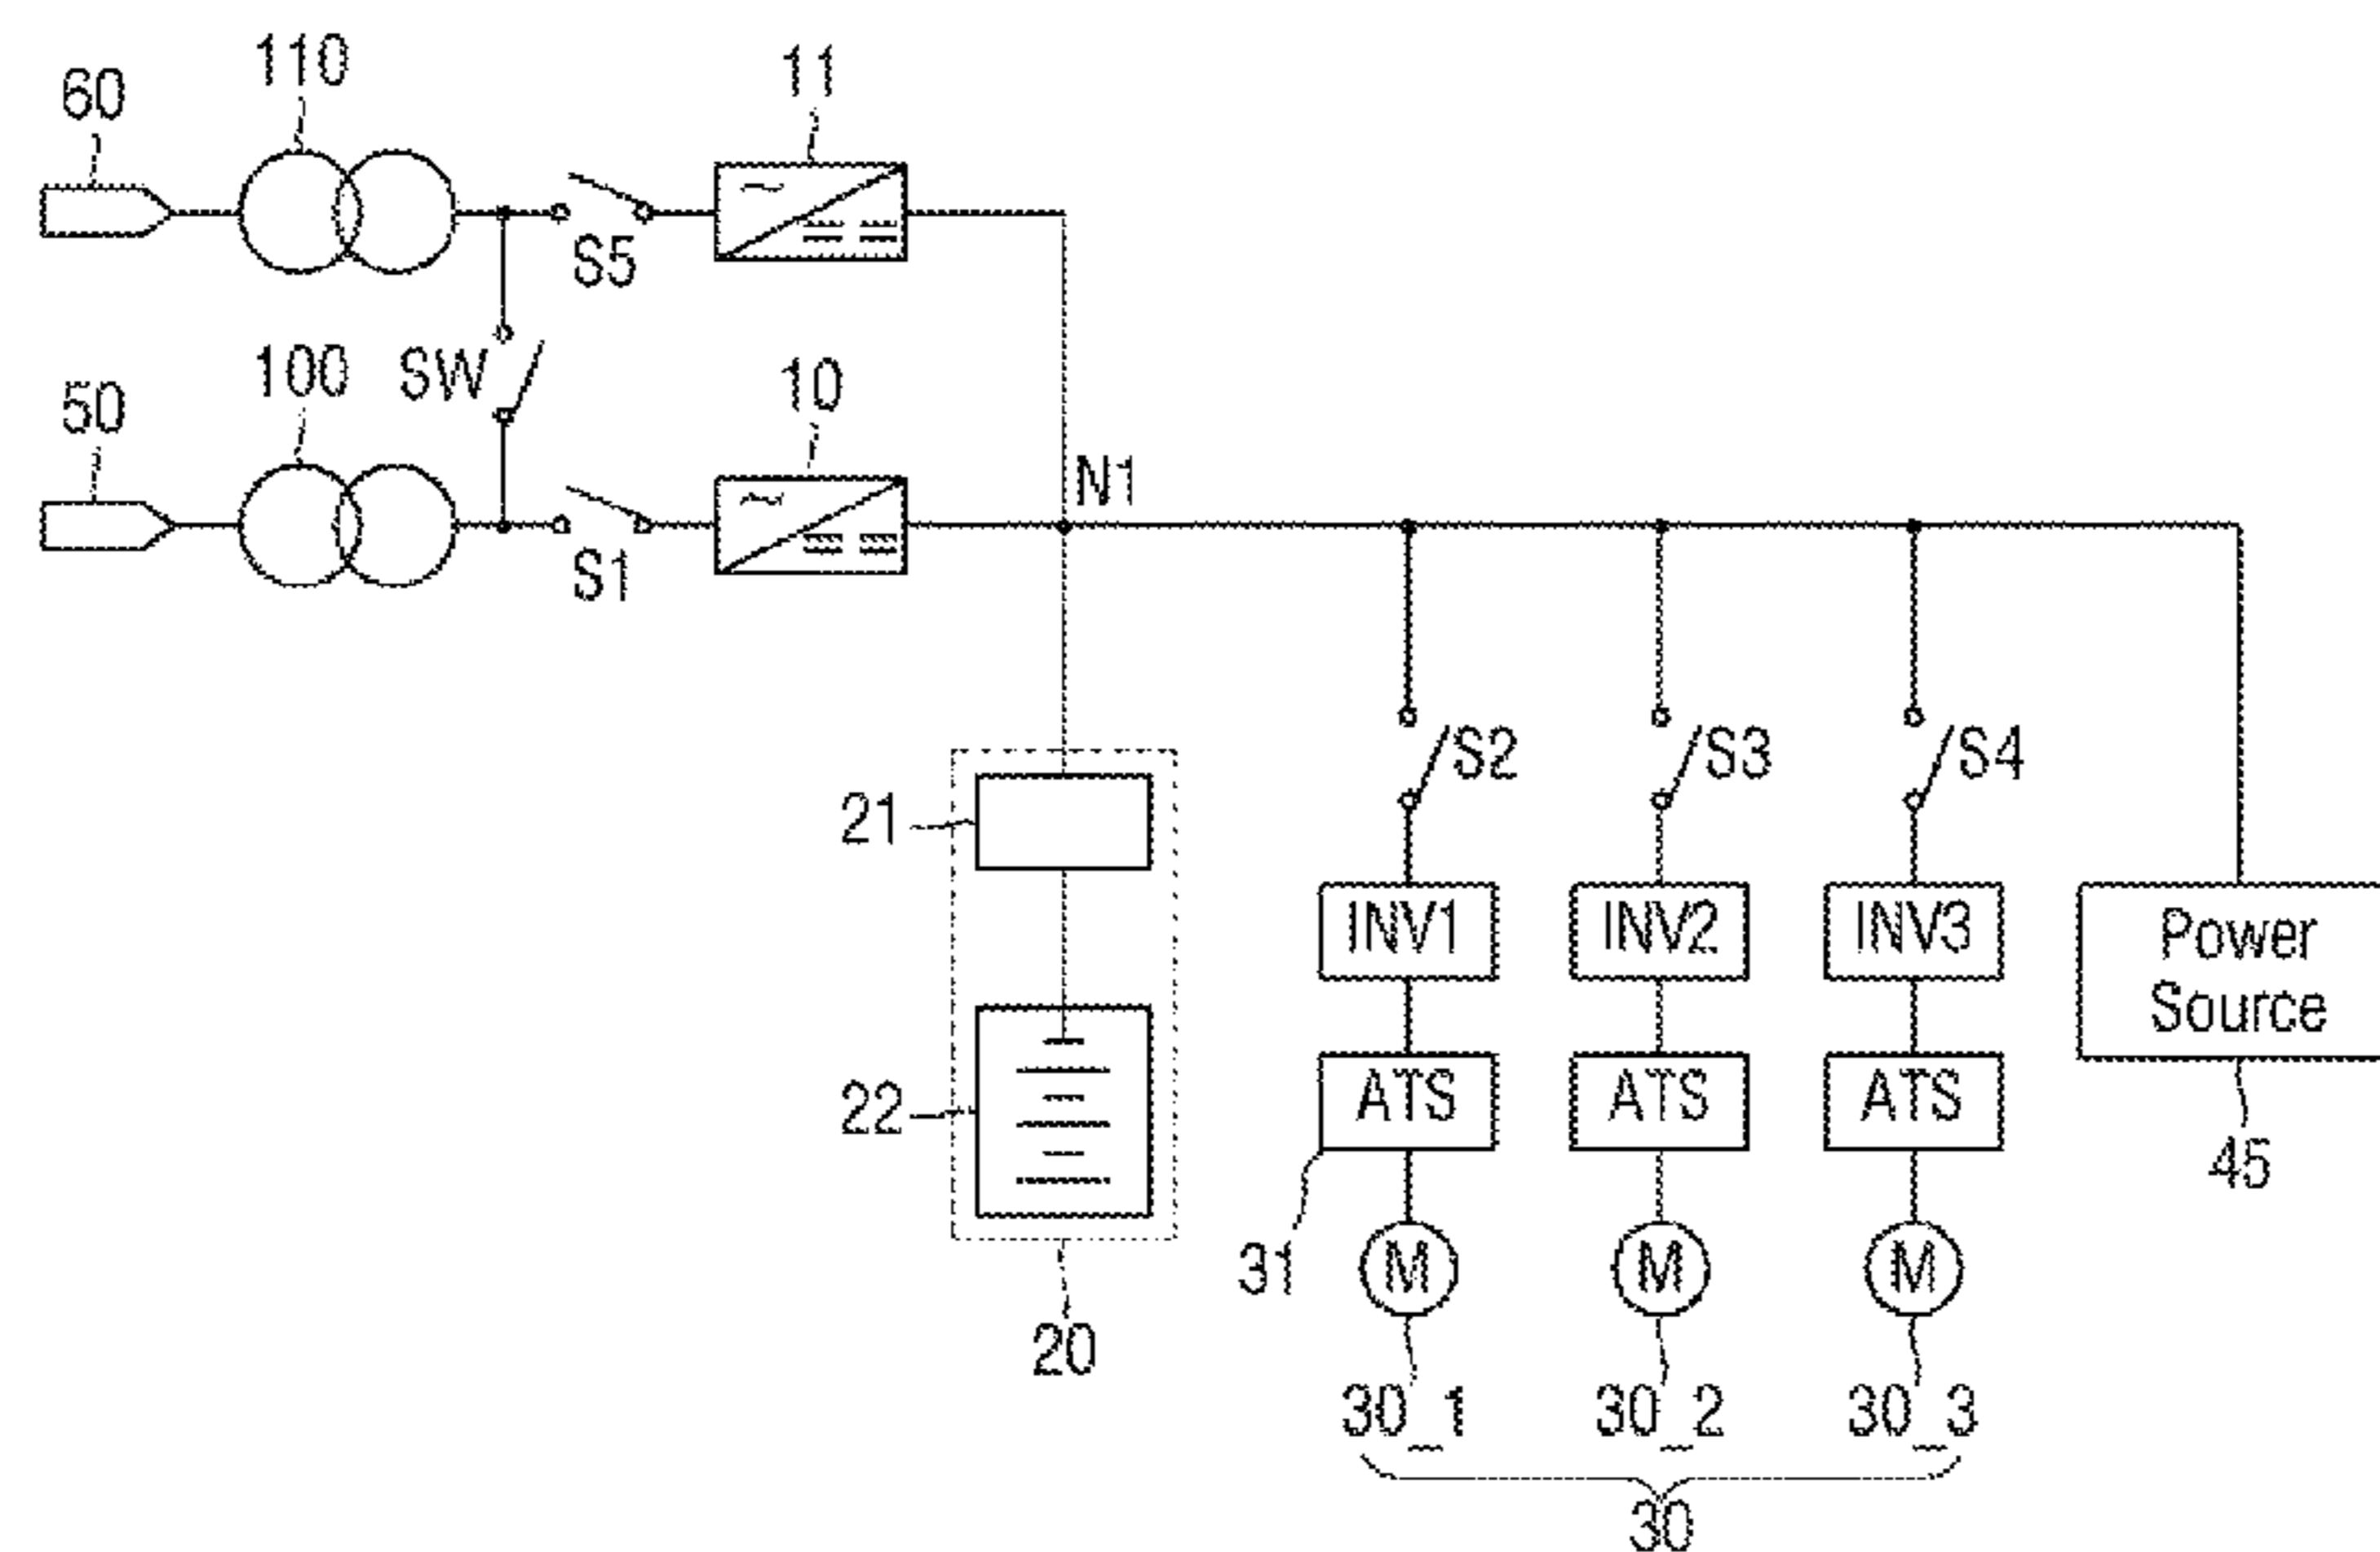 110
11
60
S5
100
SW
10
50
N1
S1
S2
S3
S4
21
INV1
INV2
INV3
Power
Source
22
ATS
ATS
ATS
45
31
M
M
M
20
30_1
30_2
30_3
30